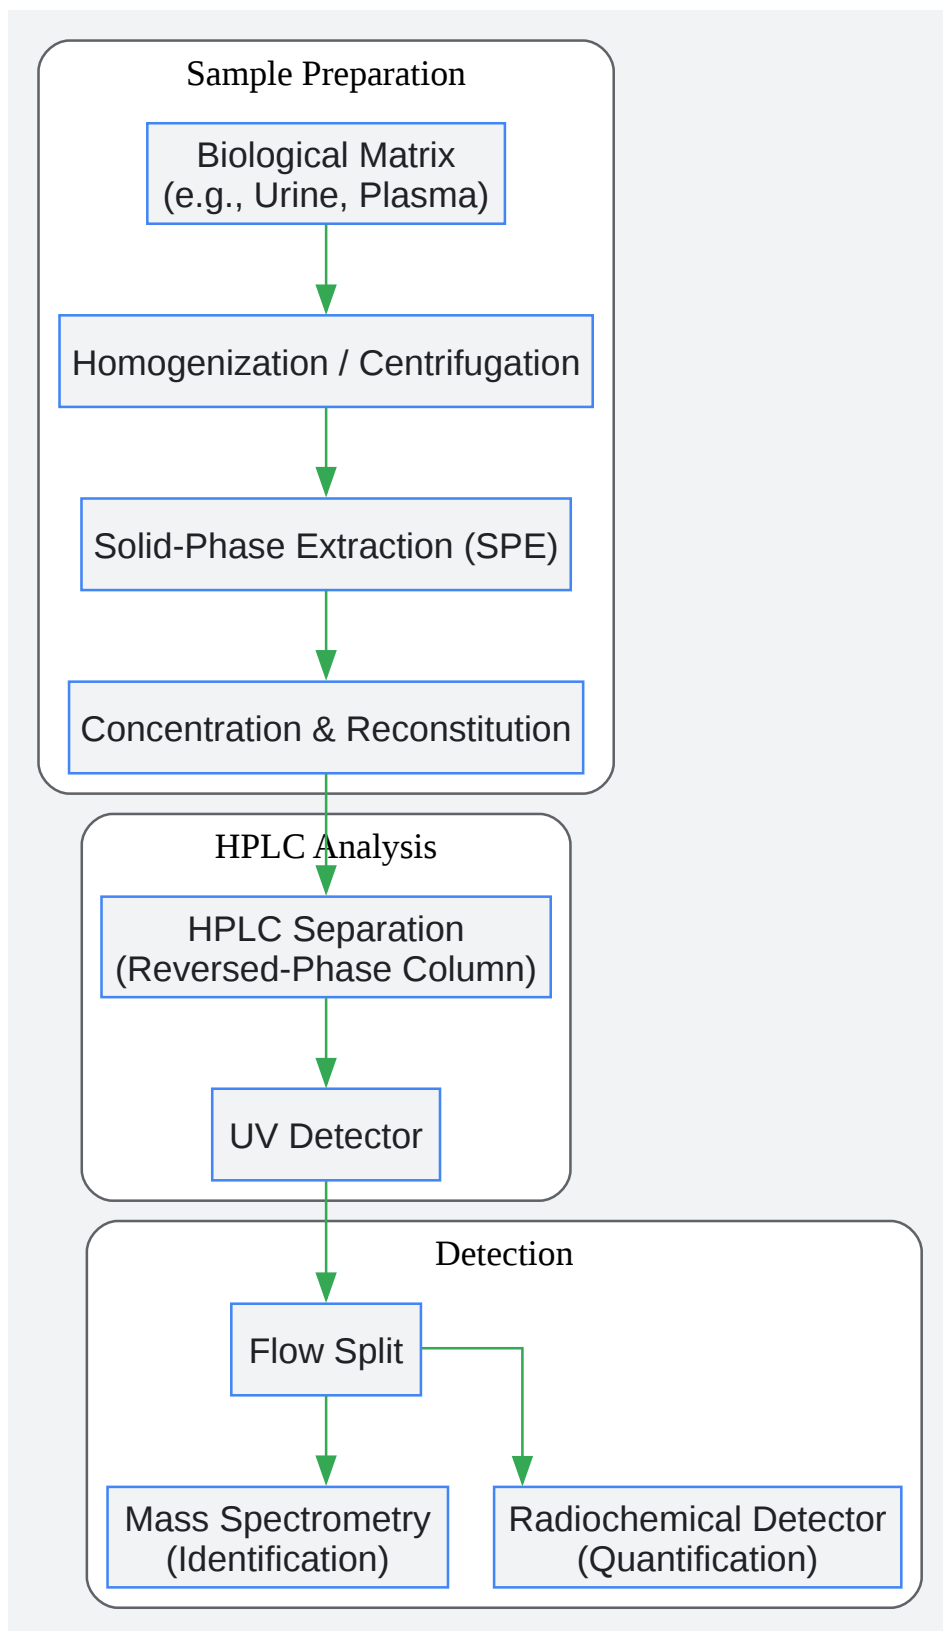 Sample Preparation
Biological Matrix
(e.g., Urine, Plasma)
Homogenization / Centrifugation
Solid-Phase Extraction (SPE)
Concentration & Reconstitution
HPLC Analysis
HPLC Separation
(Reversed-Phase Column)
UV Detector
Detection
Flow Split
Mass Spectrometry
(Identification)
Radiochemical Detector
(Quantification)